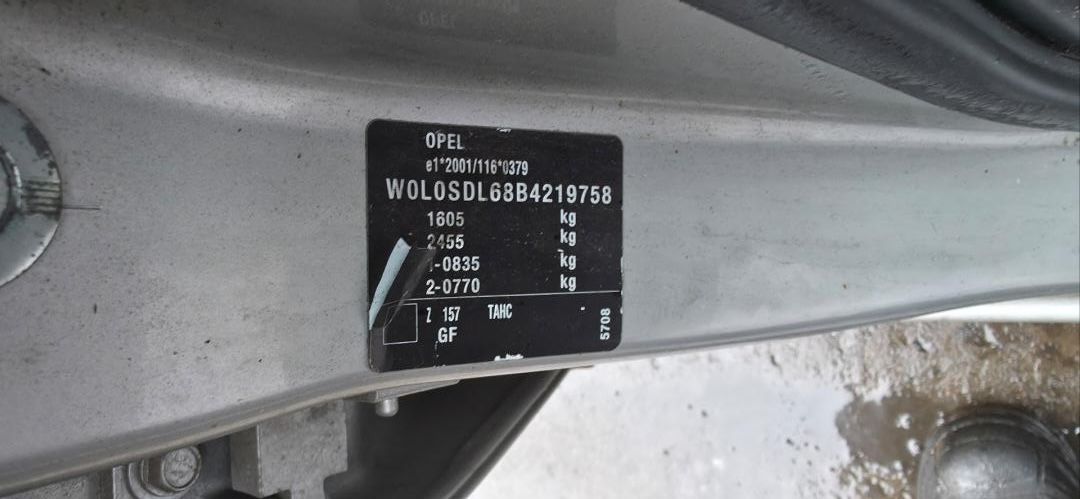 OPEL
e1*2001/116*0379
W0L0SDL68B4219758
1605 kg
2455 kg
1-0835 kg
2-0770 kg
Z 157 TAHC -
GF
5708